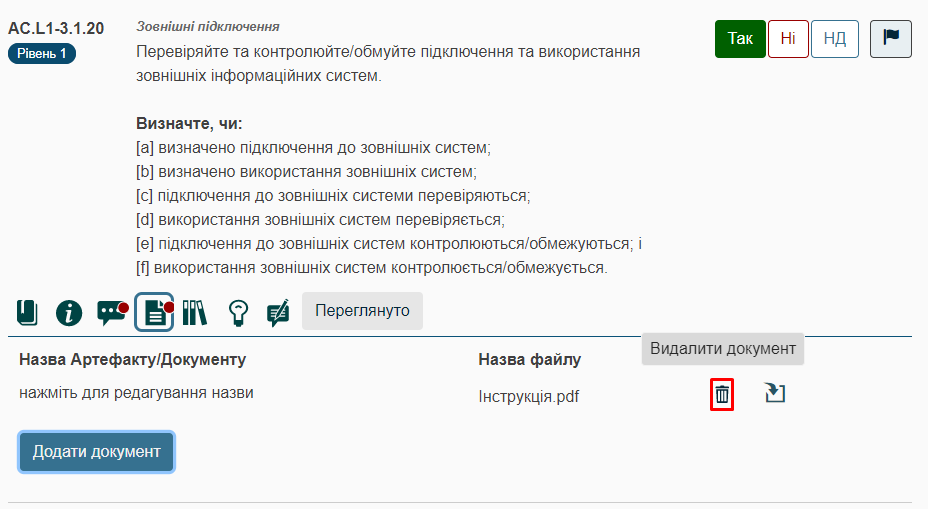 AC.L1-3.1.20
Рівень 1
Зовнішні підключення
Перевіряйте та контролюйте/обмуйте підключення та використання
зовнішніх інформаційних систем.
Так
Ні
НД
Визначте, чи:
[a] визначено підключення до зовнішніх систем;
[b] визначено використання зовнішніх систем;
[c] підключення до зовнішніх системи перевіряються;
[d] використання зовнішніх систем перевіряється;
[e] підключення до зовнішніх систем контролюються/обмежуються; і
[f] використання зовнішніх систем контролюється/обмежується.
Переглянуто
Назва Артефакту/Документу
Назва файлу
Видалити документ
нажміть для редагування назви
Інструкція.pdf
Додати документ